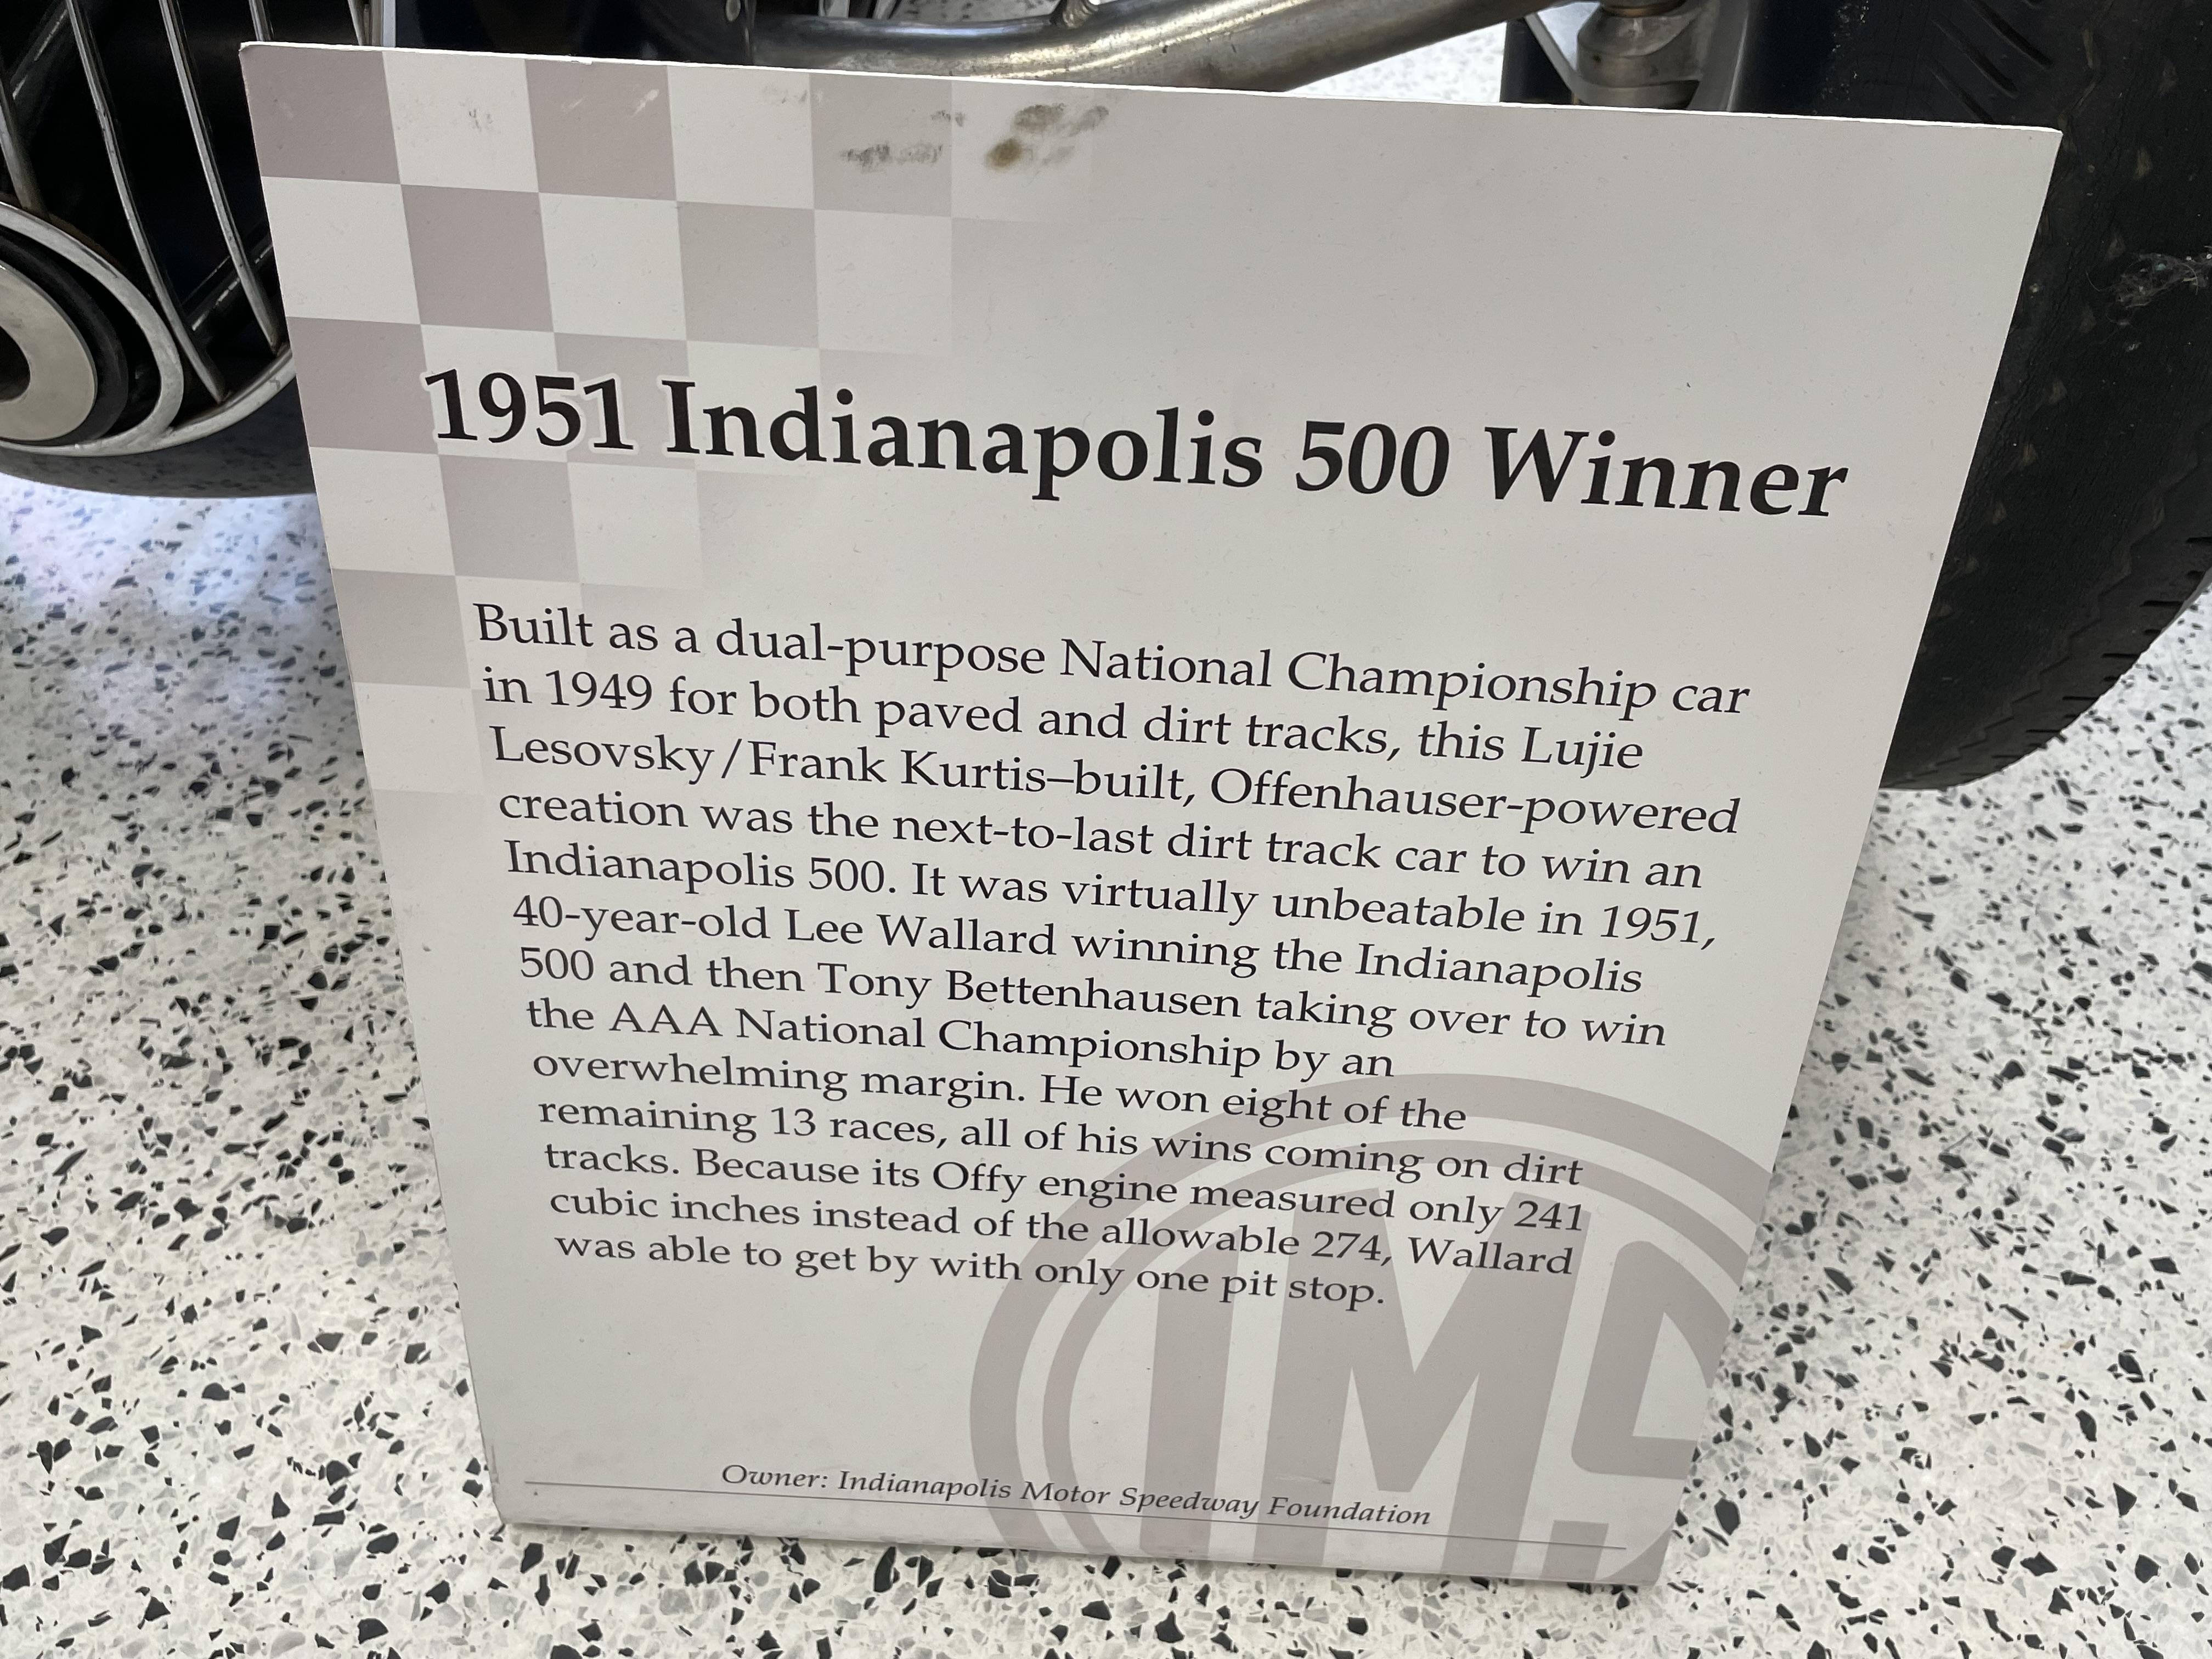 1951 Indianapolis 500 Winner
Built as a dual-purpose National Championship car
in 1949 for both paved and dirt tracks, this Lujie
Lesovsky/Frank Kurtis–built, Offenhauser-powered
creation was the next-to-last dirt track car to win an
Indianapolis 500. It was virtually unbeatable in 1951,
40-year-old Lee Wallard winning the Indianapolis
500 and then Tony Bettenhausen taking over to win
the AAA National Championship by an
overwhelming margin. He won eight of the
remaining 13 races, all of his wins coming on dirt
tracks. Because its Offy engine measured only 241
cubic inches instead of the allowable 274, Wallard
was able to get by with only one pit stop.
IMS
Owner: Indianapolis Motor Speedway Foundation